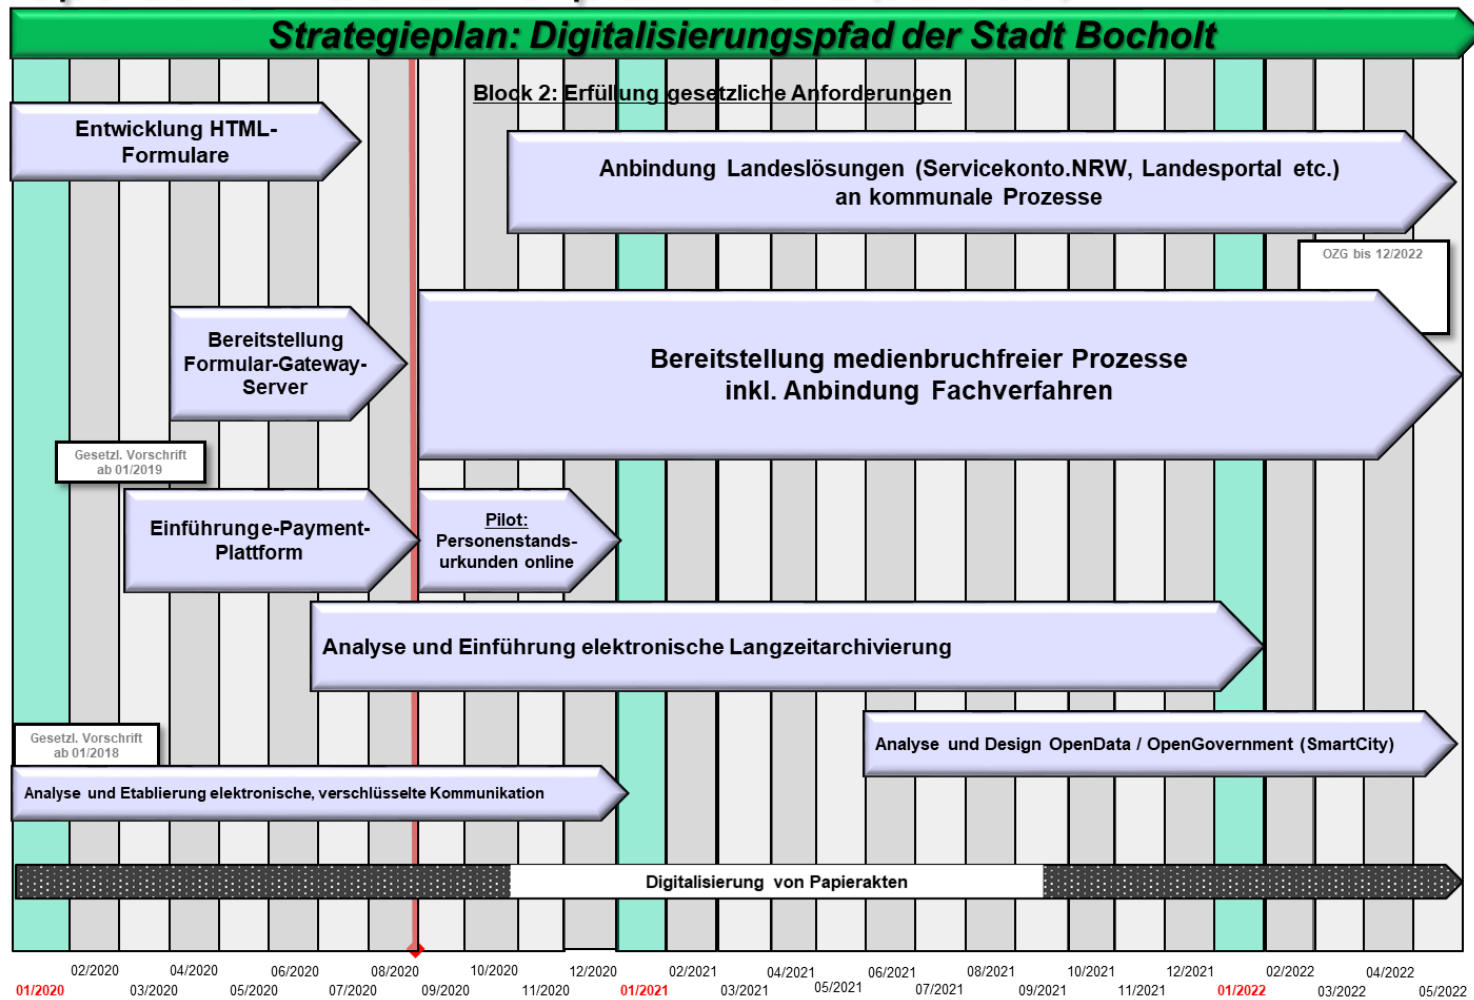 Strategieplan: Digitalisierungspfad der Stadt Bocholt
Block 2: Erfüllung gesetzliche Anforderungen
Entwicklung HTML-
Formulare
Anbindung Landeslösungen (Servicekonto.NRW, Landesportal etc.)
an kommunale Prozesse
OZG bis 12/2022
Bereitstellung
Formular-Gateway-
Server
Bereitstellung medienbruchfreier Prozesse
inkl. Anbindung Fachverfahren
Gesetzl. Vorschrift
ab 01/2019
Einführung e-Payment-
Plattform
Pilot:
Personenstands-
urkunden online
Analyse und Einführung elektronische Langzeitarchivierung
Gesetzl. Vorschrift
ab 01/2018
Analyse und Design OpenData / OpenGovernment (SmartCity)
Analyse und Etablierung elektronische, verschlüsselte Kommunikation
Digitalisierung von Papierakten
02/2020 04/2020 06/2020 08/2020 10/2020 12/2020 02/2021 04/2021 06/2021 08/2021 10/2021 12/2021 02/2022 04/2022
01/2020 03/2020 05/2020 07/2020 09/2020 11/2020 01/2021 03/2021 05/2021 07/2021 09/2021 11/2021 01/2022 03/2022 05/2022